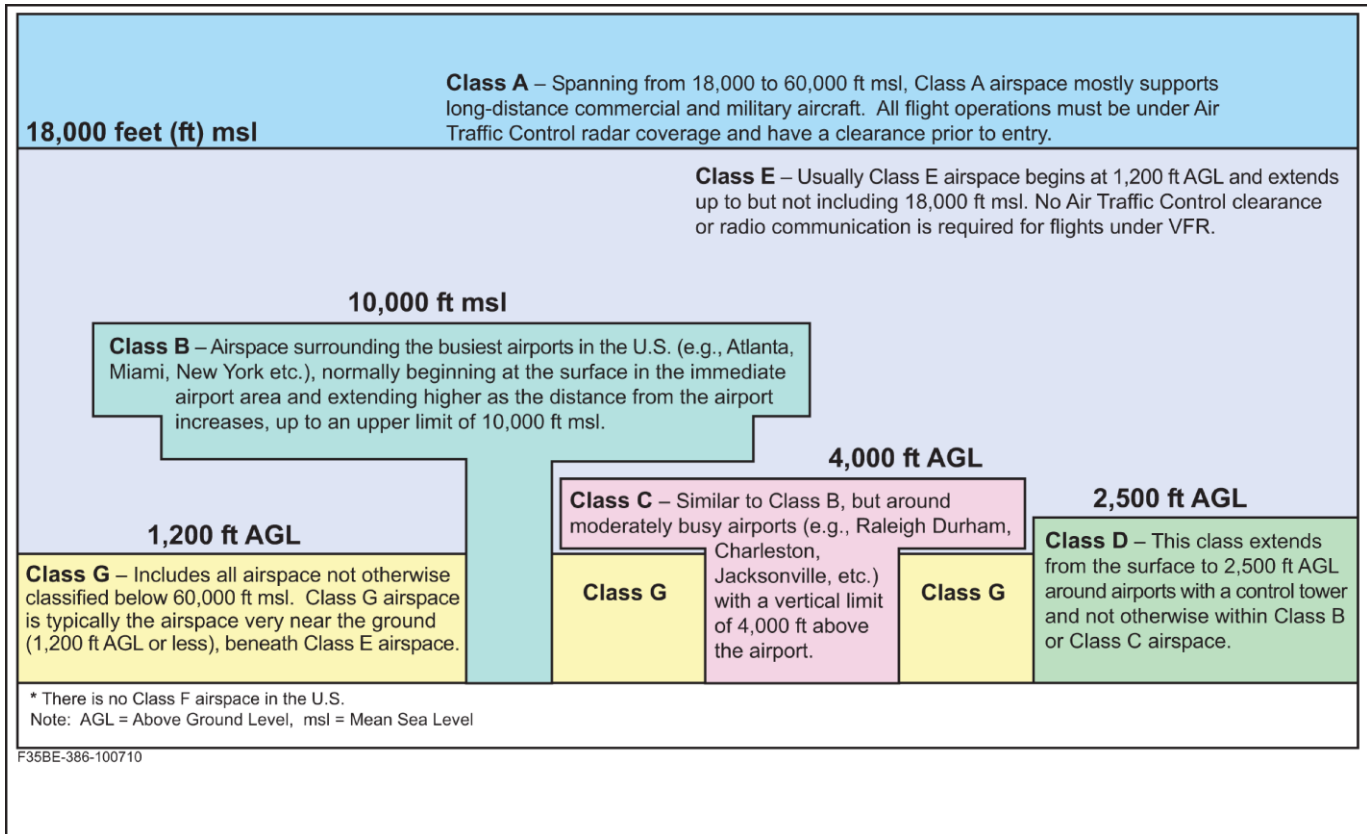 Class A – Spanning from 18,000 to 60,000 ft msl, Class A airspace mostly supports
long-distance commercial and military aircraft. All flight operations must be under Air
Traffic Control radar coverage and have a clearance prior to entry.
18,000 feet (ft) msl
Class E – Usually Class E airspace begins at 1,200 ft AGL and extends
up to but not including 18,000 ft msl. No Air Traffic Control clearance
or radio communication is required for flights under VFR.
10,000 ft msl
Class B – Airspace surrounding the busiest airports in the U.S. (e.g., Atlanta,
Miami, New York etc.), normally beginning at the surface in the immediate
airport area and extending higher as the distance from the airport
increases, up to an upper limit of 10,000 ft msl.
4,000 ft AGL
Class C – Similar to Class B, but around
moderately busy airports (e.g., Raleigh Durham,
Charleston,
Jacksonville, etc.)
with a vertical limit
of 4,000 ft above
the airport.
2,500 ft AGL
Class D – This class extends
from the surface to 2,500 ft AGL
around airports with a control tower
and not otherwise within Class B
or Class C airspace.
1,200 ft AGL
Class G – Includes all airspace not otherwise
classified below 60,000 ft msl. Class G airspace
is typically the airspace very near the ground
(1,200 ft AGL or less), beneath Class E airspace.
Class G
Class G
* There is no Class F airspace in the U.S.
Note: AGL = Above Ground Level, msl = Mean Sea Level
F35BE-386-100710